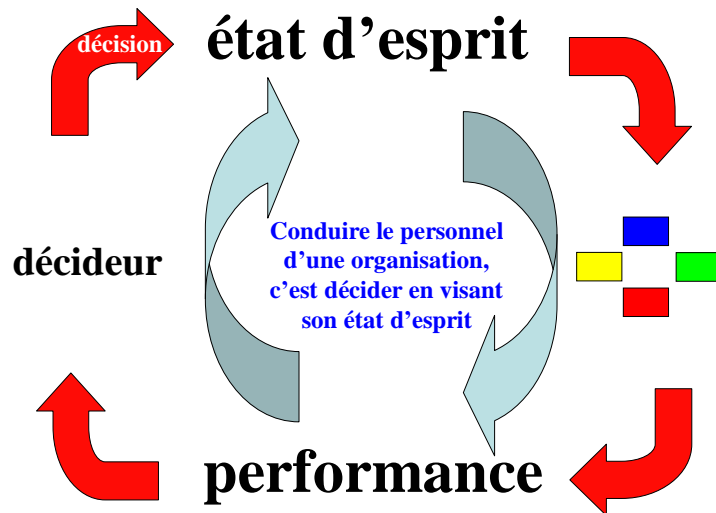 décision
état d’esprit
Conduire le personnel
d’une organisation,
c’est décider en visant
son état d’esprit
décideur
performance